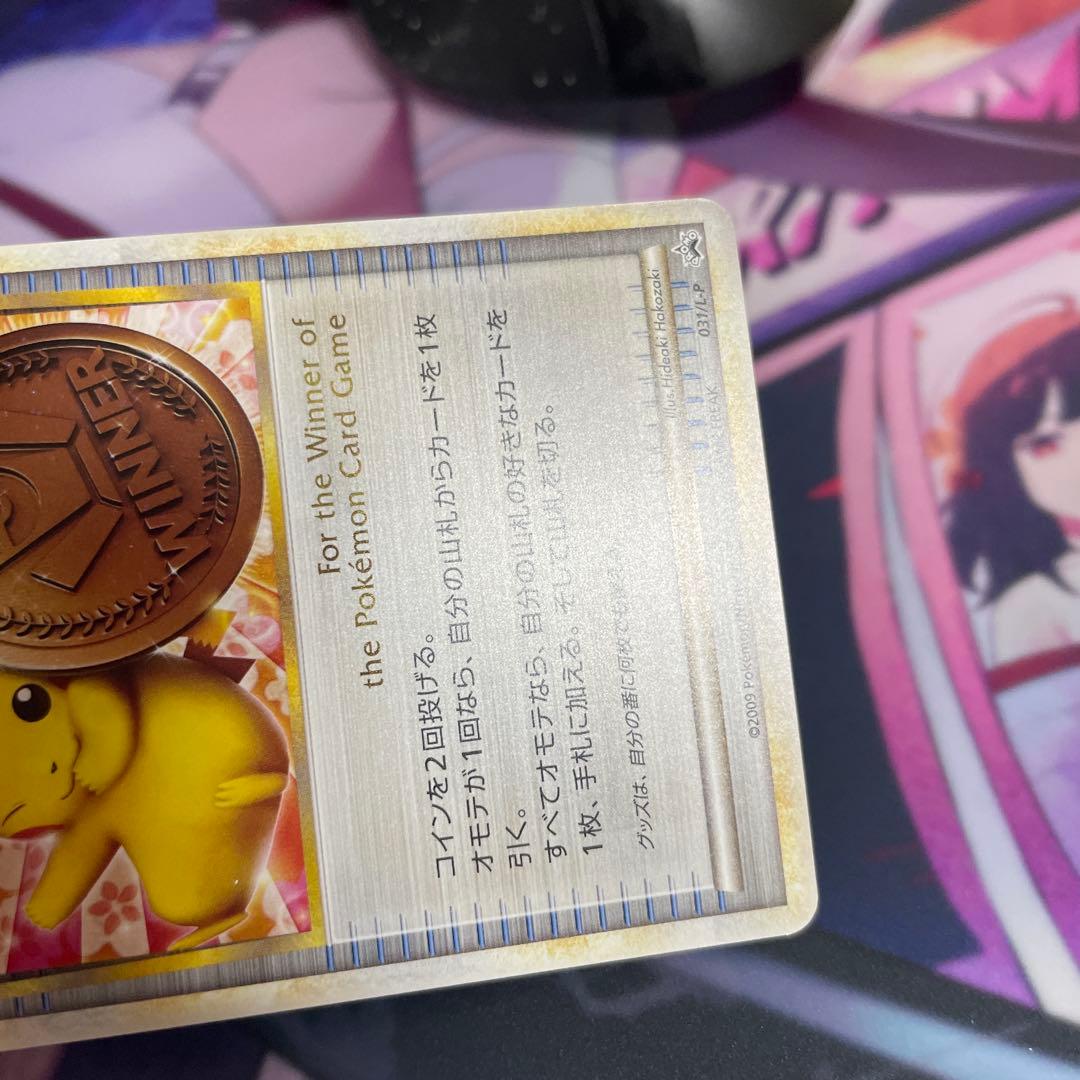 WINNER
For the Winner of
the Pokémon Card Game
コインを2回投げる。
オモテが1回なら、自分の山札からカードを1枚
引く。
すべてオモテなら、自分の山札の好きなカードを
1枚、手札に加える。そして山札を切る。
グッズは、自分の番に何枚でも使える。
Illus. Hideaki Hakozaki
031/L-P
©2009 Pokémon